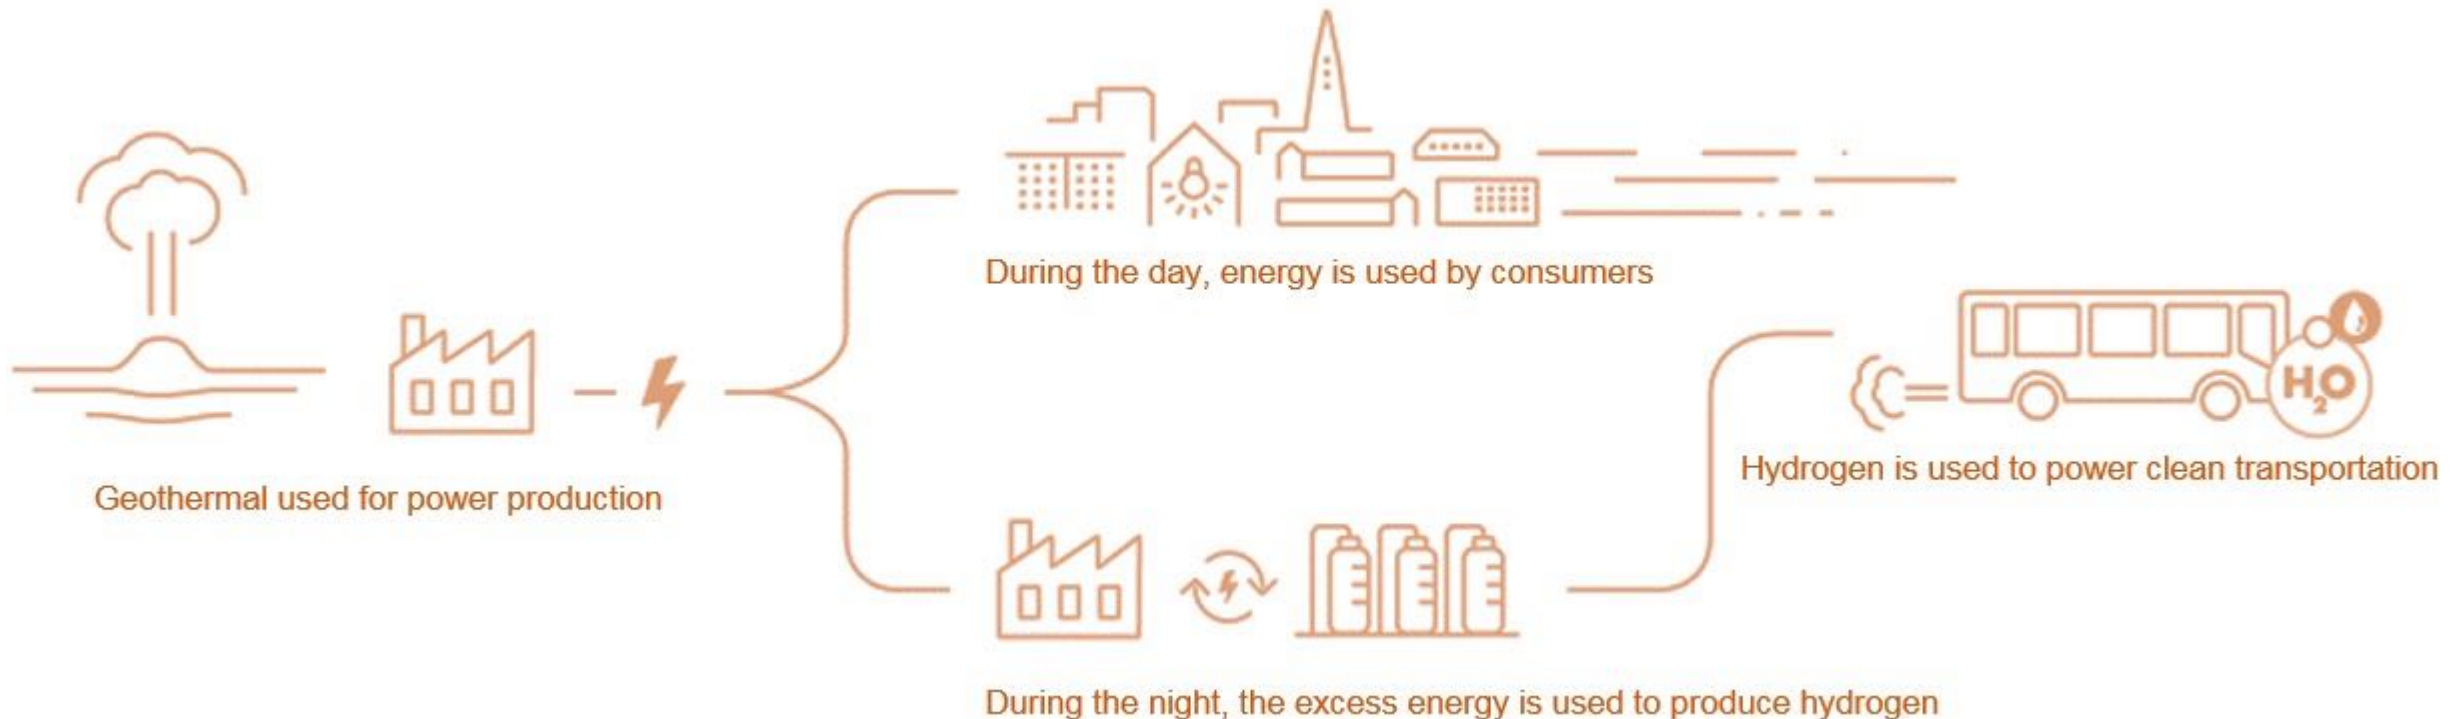 During the day, energy is used by consumers
H2O
Hydrogen is used to power clean transportation
Geothermal used for power production
During the night, the excess energy is used to produce hydrogen